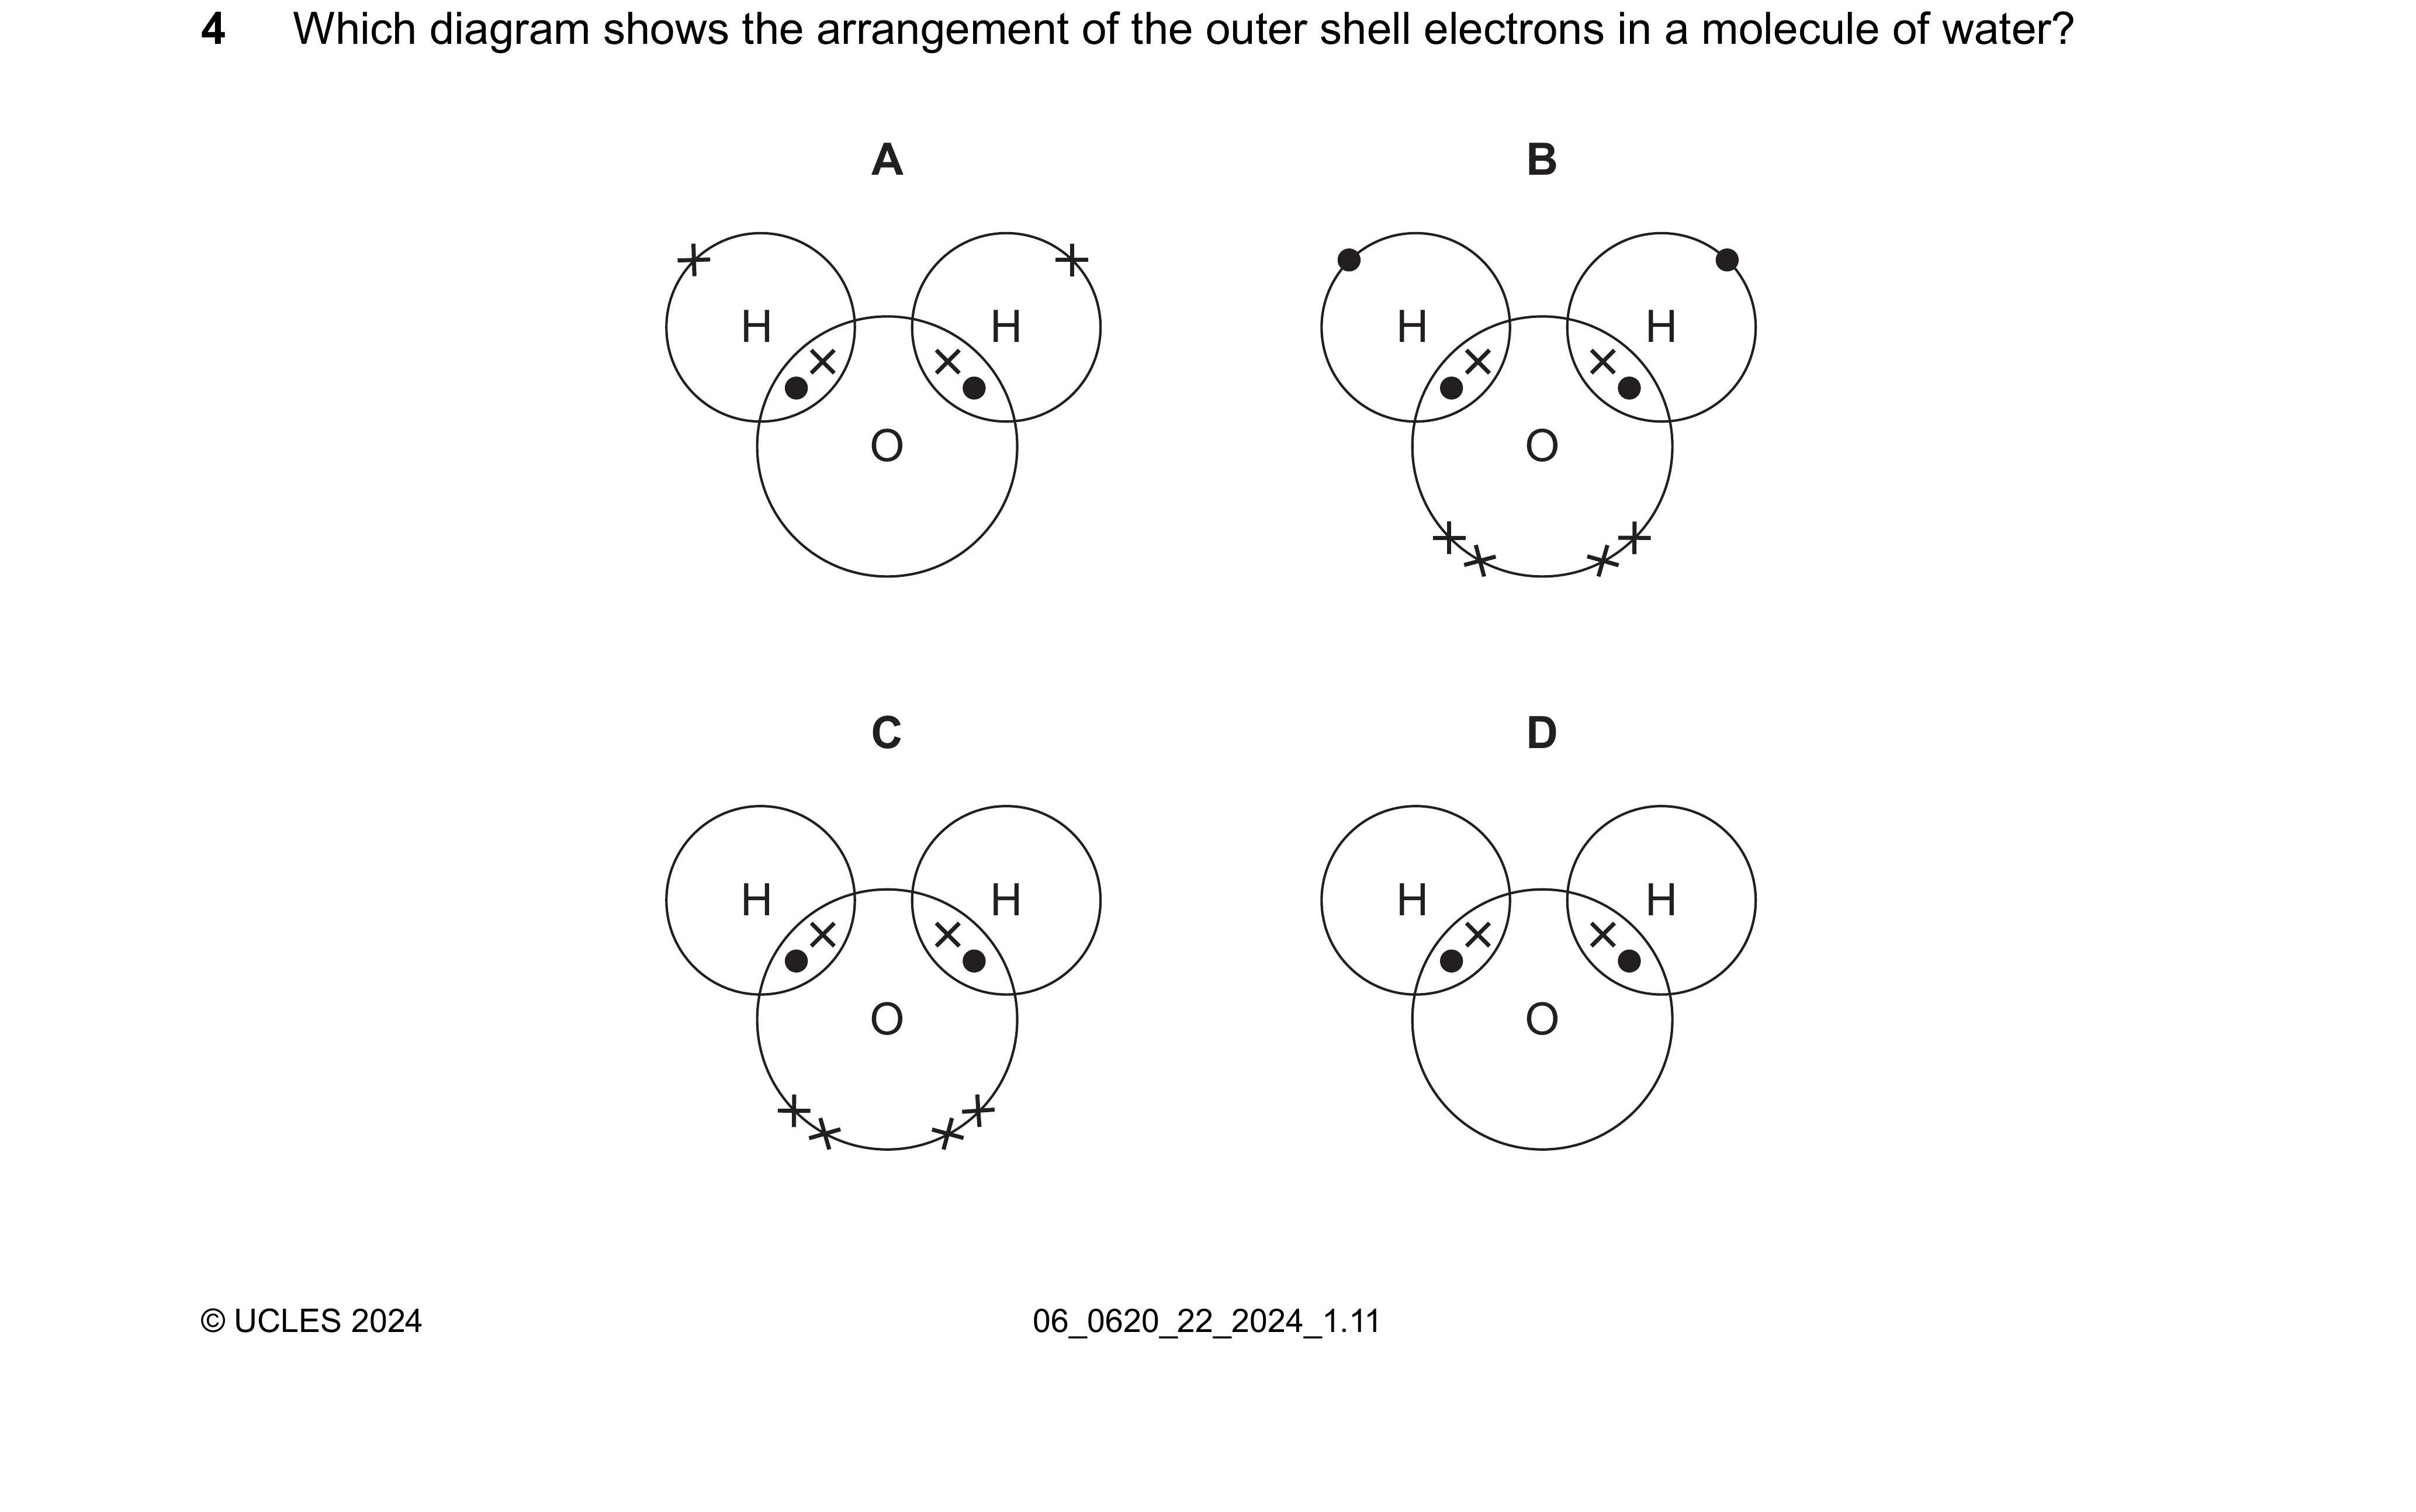 4 Which diagram shows the arrangement of the outer shell electrons in a molecule of water?
A B
H H H H
O O
C D
H H H H
O O
© UCLES 2024 06_0620_22_2024_1.11